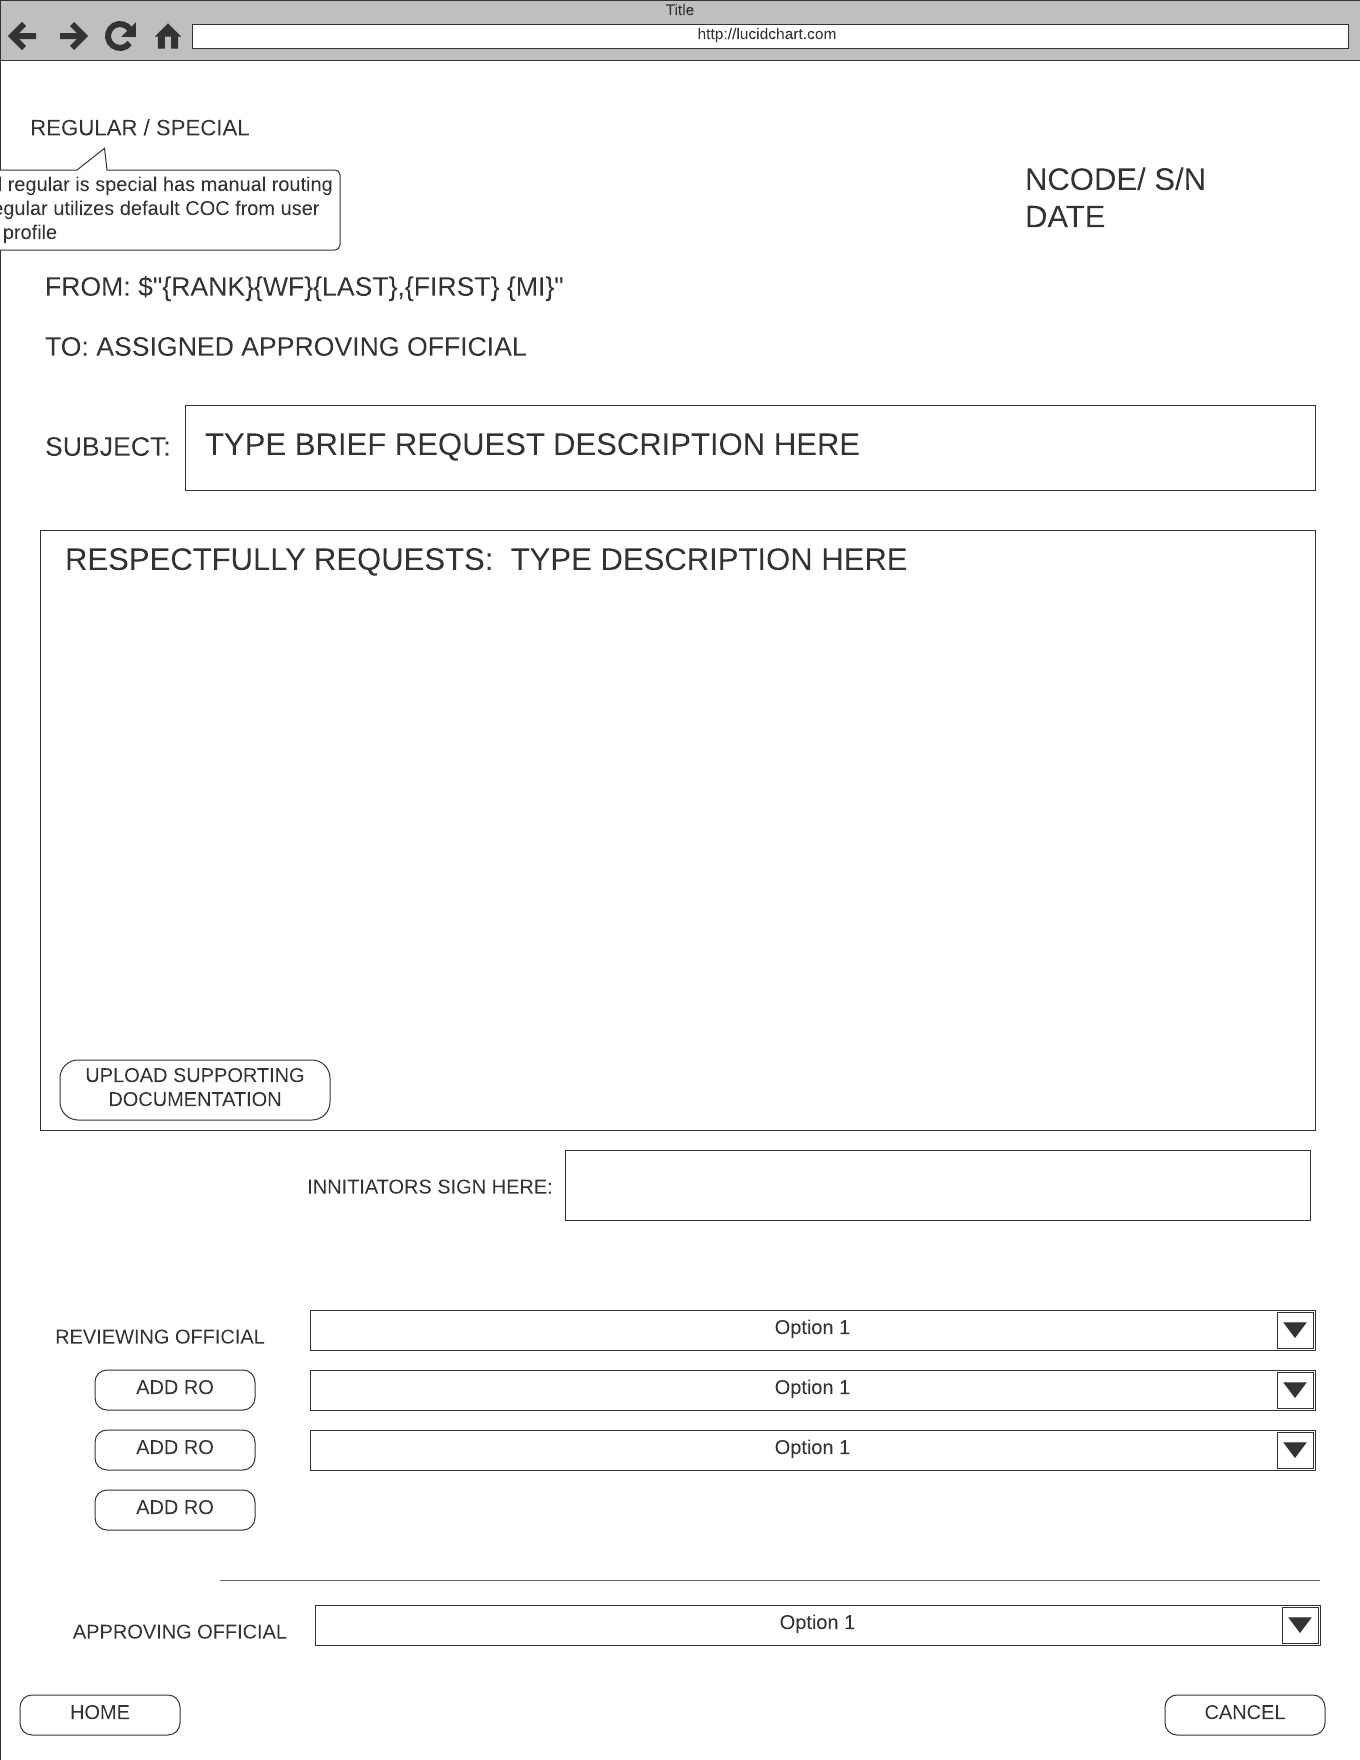 Title
http://lucidchart.com
REGULAR / SPECIAL
regular is special has manual routing
egular utilizes default COC from user
profile
NCODE/ S/N
DATE
FROM: $"{RANK}{WF}{LAST},{FIRST} {MI}"
TO: ASSIGNED APPROVING OFFICIAL
SUBJECT:
TYPE BRIEF REQUEST DESCRIPTION HERE
RESPECTFULLY REQUESTS:  TYPE DESCRIPTION HERE
UPLOAD SUPPORTING
DOCUMENTATION
INNITIATORS SIGN HERE:
REVIEWING OFFICIAL
Option 1
ADD RO
Option 1
ADD RO
Option 1
ADD RO
APPROVING OFFICIAL
Option 1
HOME
CANCEL